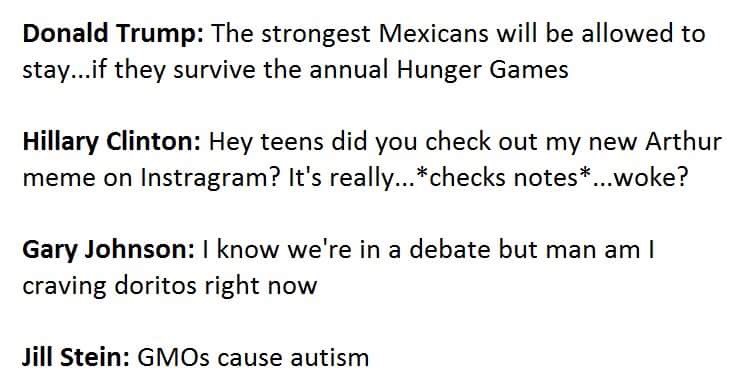 Donald Trump: The strongest Mexicans will be allowed to
stay...if they survive the annual Hunger Games
Hillary Clinton: Hey teens did you check out my new Arthur
meme on Instragram? It's really...*checks notes*...woke?
Gary Johnson: I know we're in a debate but man am I
craving doritos right now
Jill Stein: GMOs cause autism